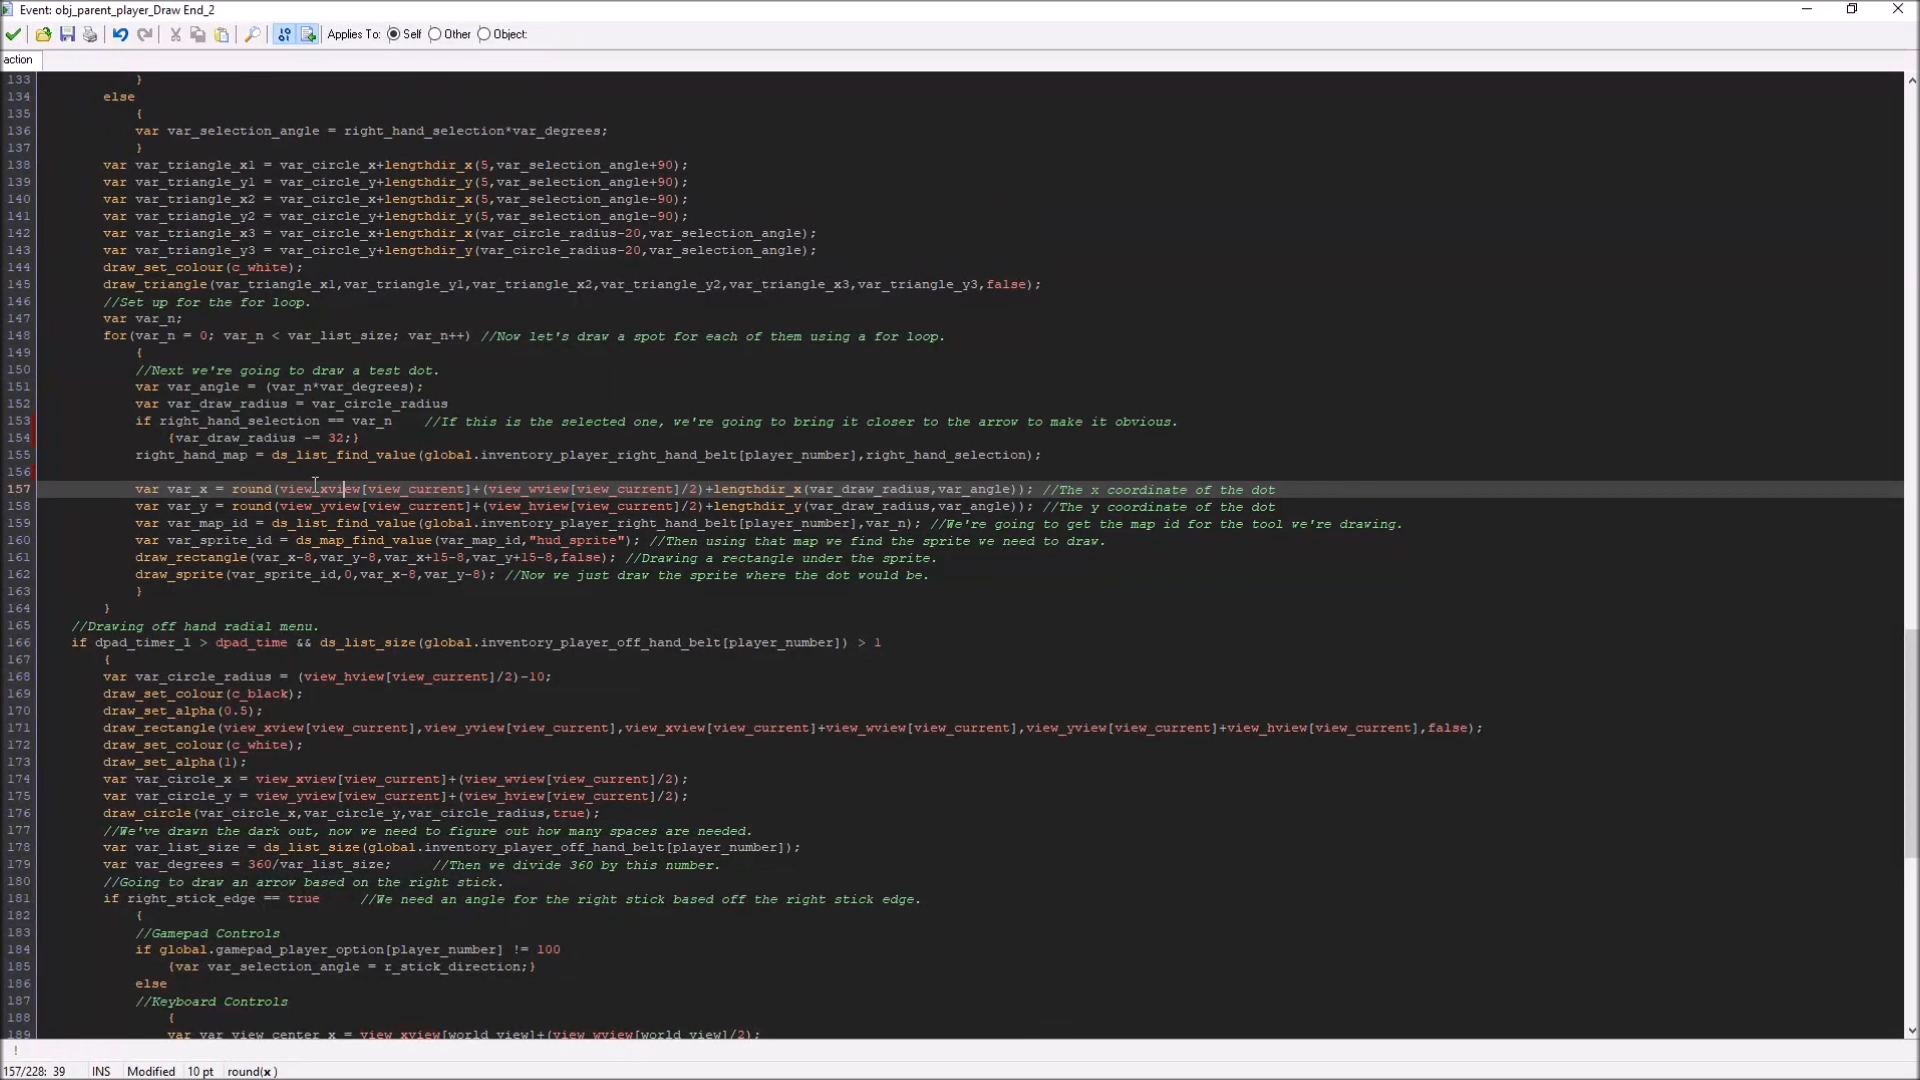 Event: obj_parent_player_Draw End_2
Applies To: Self Other Object:
action
133 }
134 else
135 {
136 var var_selection_angle = right_hand_selection*var_degrees;
137 }
138 var var_triangle_x1 = var_circle_x+lengthdir_x(5,var_selection_angle+90);
139 var var_triangle_y1 = var_circle_y+lengthdir_y(5,var_selection_angle+90);
140 var var_triangle_x2 = var_circle_x+lengthdir_x(5,var_selection_angle-90);
141 var var_triangle_y2 = var_circle_y+lengthdir_y(5,var_selection_angle-90);
142 var var_triangle_x3 = var_circle_x+lengthdir_x(var_circle_radius-20,var_selection_angle);
143 var var_triangle_y3 = var_circle_y+lengthdir_y(var_circle_radius-20,var_selection_angle);
144 draw_set_colour(c_white);
145 draw_triangle(var_triangle_x1,var_triangle_y1,var_triangle_x2,var_triangle_y2,var_triangle_x3,var_triangle_y3,false);
146 //Set up for the for loop.
147 var var_n;
148 for(var_n = 0; var_n < var_list_size; var_n++) //Now let's draw a spot for each of them using a for loop.
149 {
150 //Next we're going to draw a test dot.
151 var var_angle = (var_n*var_degrees);
152 var var_draw_radius = var_circle_radius
153 if right_hand_selection == var_n //If this is the selected one, we're going to bring it closer to the arrow to make it obvious.
154 {var_draw_radius -= 32;}
155 right_hand_map = ds_list_find_value(global.inventory_player_right_hand_belt[player_number],right_hand_selection);
156
157 var var_x = round(view_xview[view_current]+(view_wview[view_current]/2)+lengthdir_x(var_draw_radius,var_angle)); //The x coordinate of the dot
158 var var_y = round(view_yview[view_current]+(view_hview[view_current]/2)+lengthdir_y(var_draw_radius,var_angle)); //The y coordinate of the dot
159 var var_map_id = ds_list_find_value(global.inventory_player_right_hand_belt[player_number],var_n); //We're going to get the map id for the tool we're drawing.
160 var var_sprite_id = ds_map_find_value(var_map_id,"hud_sprite"); //Then using that map we find the sprite we need to draw.
161 draw_rectangle(var_x-8,var_y-8,var_x+15-8,var_y+15-8,false); //Drawing a rectangle under the sprite.
162 draw_sprite(var_sprite_id,0,var_x-8,var_y-8); //Now we just draw the sprite where the dot would be.
163 }
164 }
165 //Drawing off hand radial menu.
166 if dpad_timer_l > dpad_time && ds_list_size(global.inventory_player_off_hand_belt[player_number]) > 1
167 {
168 var var_circle_radius = (view_hview[view_current]/2)-10;
169 draw_set_colour(c_black);
170 draw_set_alpha(0.5);
171 draw_rectangle(view_xview[view_current],view_yview[view_current],view_xview[view_current]+view_wview[view_current],view_yview[view_current]+view_hview[view_current],false);
172 draw_set_colour(c_white);
173 draw_set_alpha(1);
174 var var_circle_x = view_xview[view_current]+(view_wview[view_current]/2);
175 var var_circle_y = view_yview[view_current]+(view_hview[view_current]/2);
176 draw_circle(var_circle_x,var_circle_y,var_circle_radius,true);
177 //We've drawn the dark out, now we need to figure out how many spaces are needed.
178 var var_list_size = ds_list_size(global.inventory_player_off_hand_belt[player_number]);
179 var var_degrees = 360/var_list_size; //Then we divide 360 by this number.
180 //Going to draw an arrow based on the right stick.
181 if right_stick_edge == true //We need an angle for the right stick based off the right stick edge.
182 {
183 //Gamepad Controls
184 if global.gamepad_player_option[player_number] != 100
185 {var var_selection_angle = r_stick_direction;}
186 else
187 //Keyboard Controls
188 {
189 var var_view_center_x = view_xview[world_view]+(view_wview[world_view]/2);
157/228: 39 INS Modified 10 pt round(x )